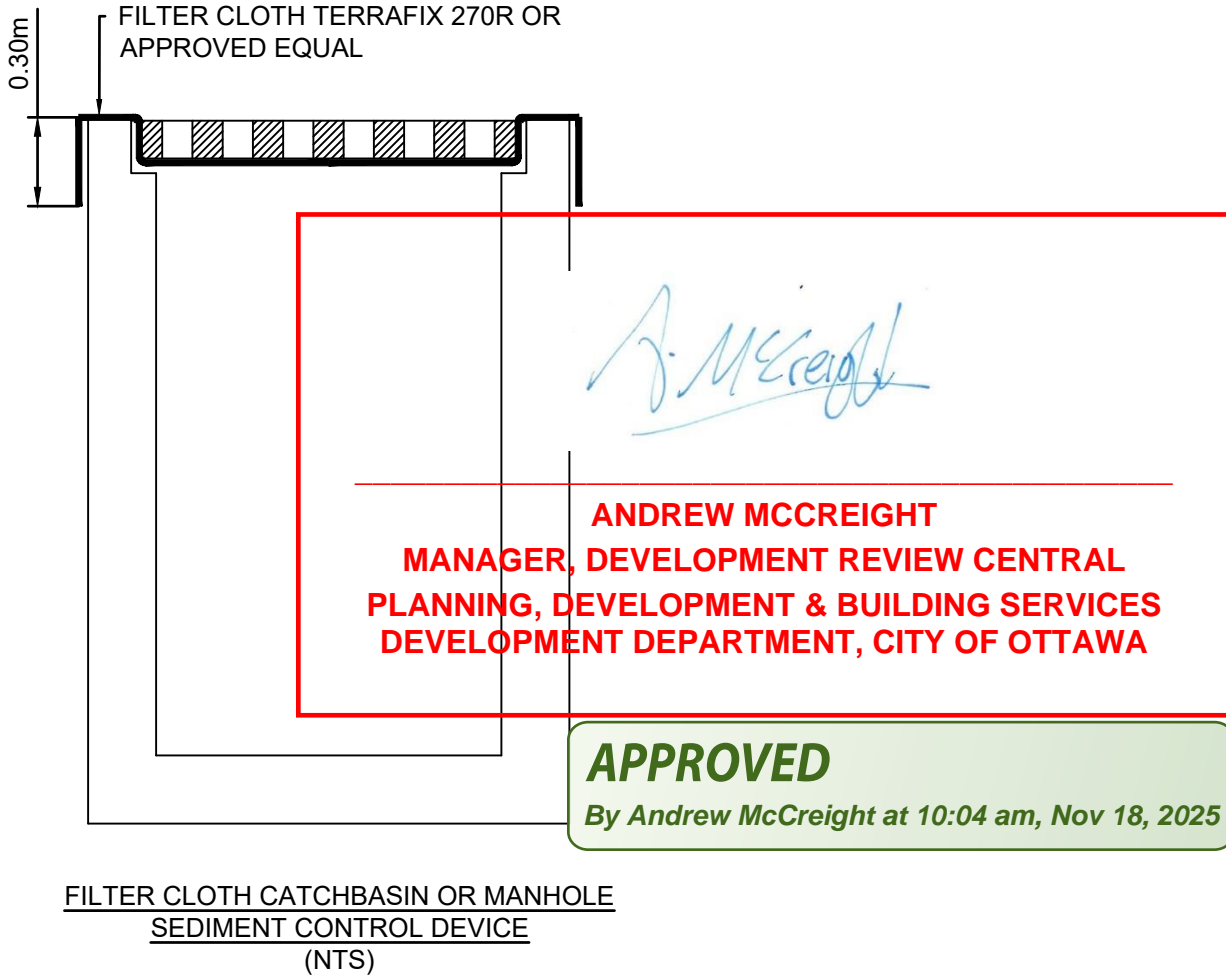 0.30m
FILTER CLOTH TERRAFIX 270R OR
APPROVED EQUAL
A. McCreight
ANDREW MCCREIGHT
MANAGER, DEVELOPMENT REVIEW CENTRAL
PLANNING, DEVELOPMENT & BUILDING SERVICES
DEVELOPMENT DEPARTMENT, CITY OF OTTAWA
APPROVED
By Andrew McCreight at 10:04 am, Nov 18, 2025
FILTER CLOTH CATCHBASIN OR MANHOLE
SEDIMENT CONTROL DEVICE
(NTS)